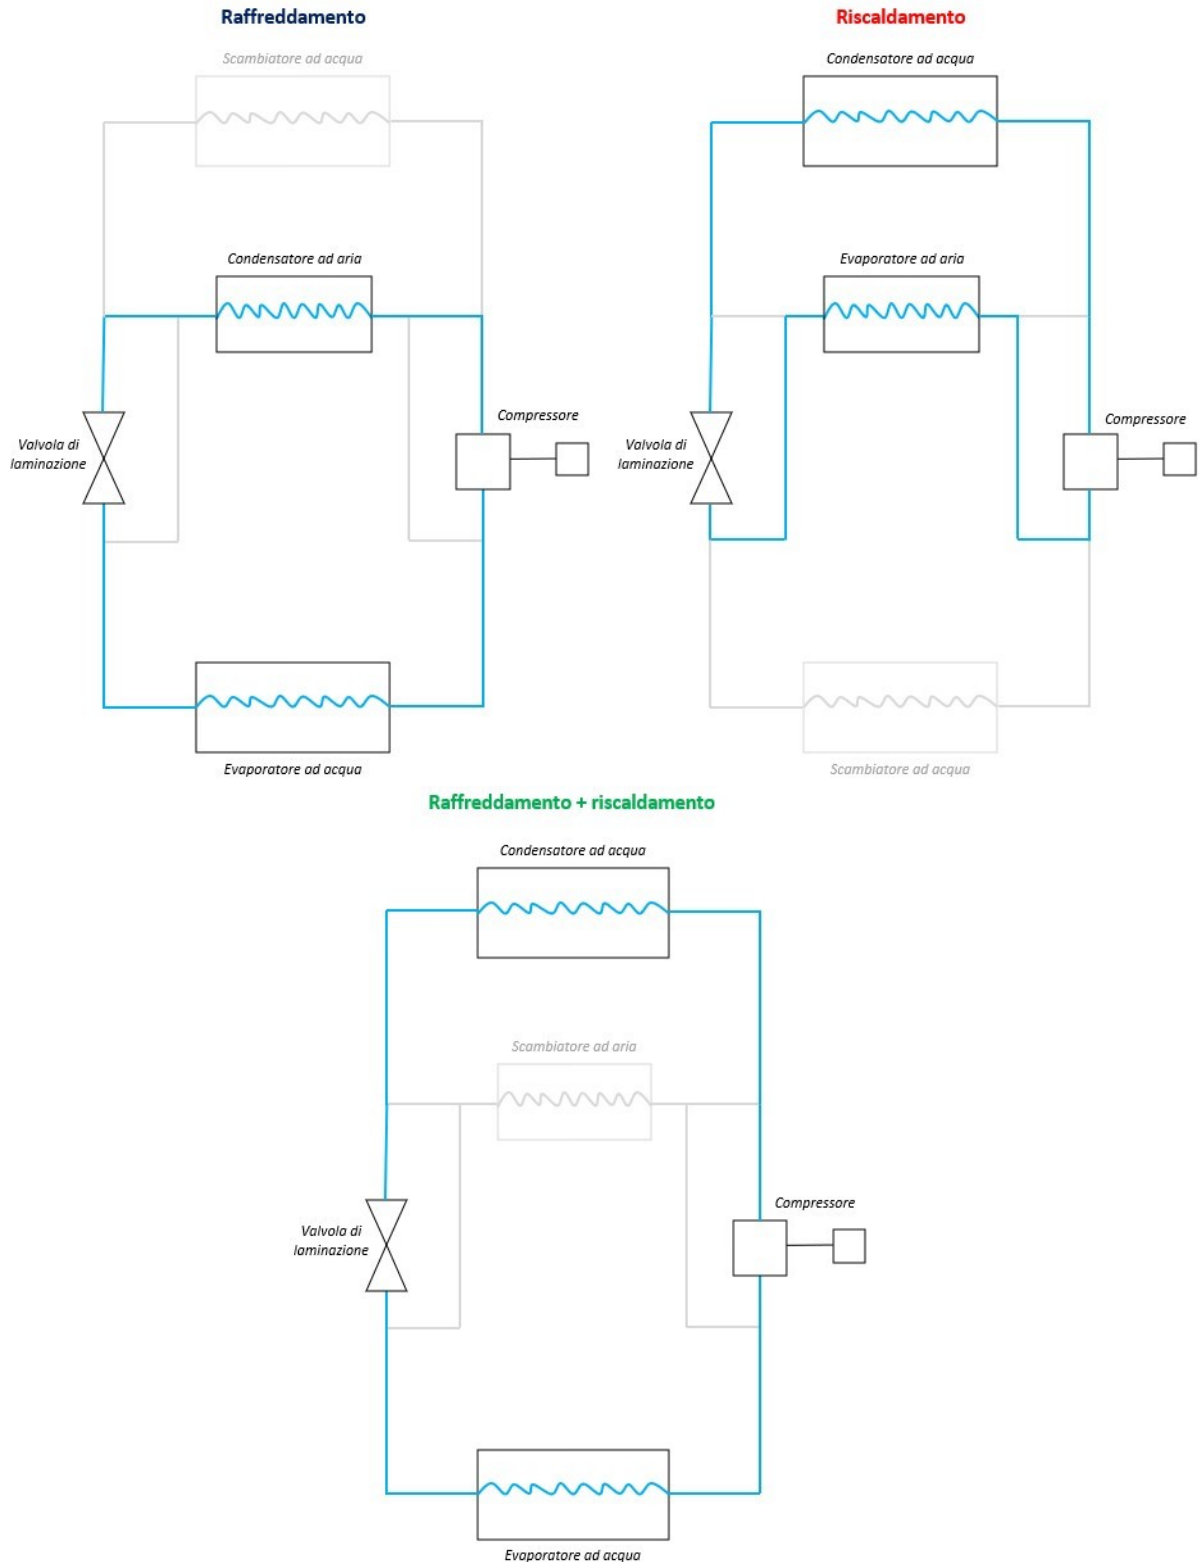 Raffreddamento
Scambiatore ad acqua
Condensatore ad aria
Valvola di
laminazione
Compressore
Evaporatore ad acqua
Riscaldamento
Condensatore ad acqua
Evaporatore ad aria
Valvola di
laminazione
Compressore
Scambiatore ad acqua
Raffreddamento + riscaldamento
Condensatore ad acqua
Scambiatore ad aria
Valvola di
laminazione
Compressore
Evaporatore ad acqua